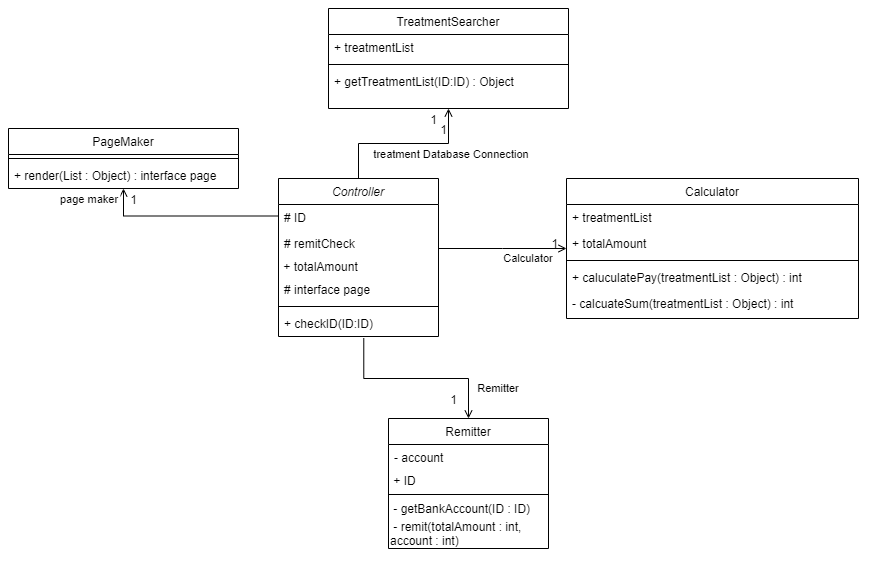 TreatmentSearcher
+ treatmentList
+ getTreatmentList(ID:ID) : Object
1
1
treatment Database Connection
PageMaker
+ render(List : Object) : interface page
page maker
1
Controller
# ID
# remitCheck
+ totalAmount
# interface page
+ checkID(ID:ID)
1
Calculator
Calculator
+ treatmentList
+ totalAmount
+ caluculatePay(treatmentList : Object) : int
- calcuateSum(treatmentList : Object) : int
Remitter
1
Remitter
- account
+ ID
- getBankAccount(ID : ID)
- remit(totalAmount : int,
account : int)